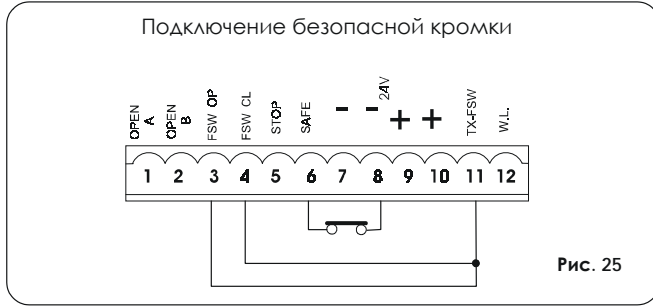 Подключение безопасной кромки
OPEN A
OPEN B
FSW OP
FSW CL
STOP
SAFE
-
- 24V
+
+
TX-FSW
W.L.
1 2 3 4 5 6 7 8 9 10 11 12
Рис. 25